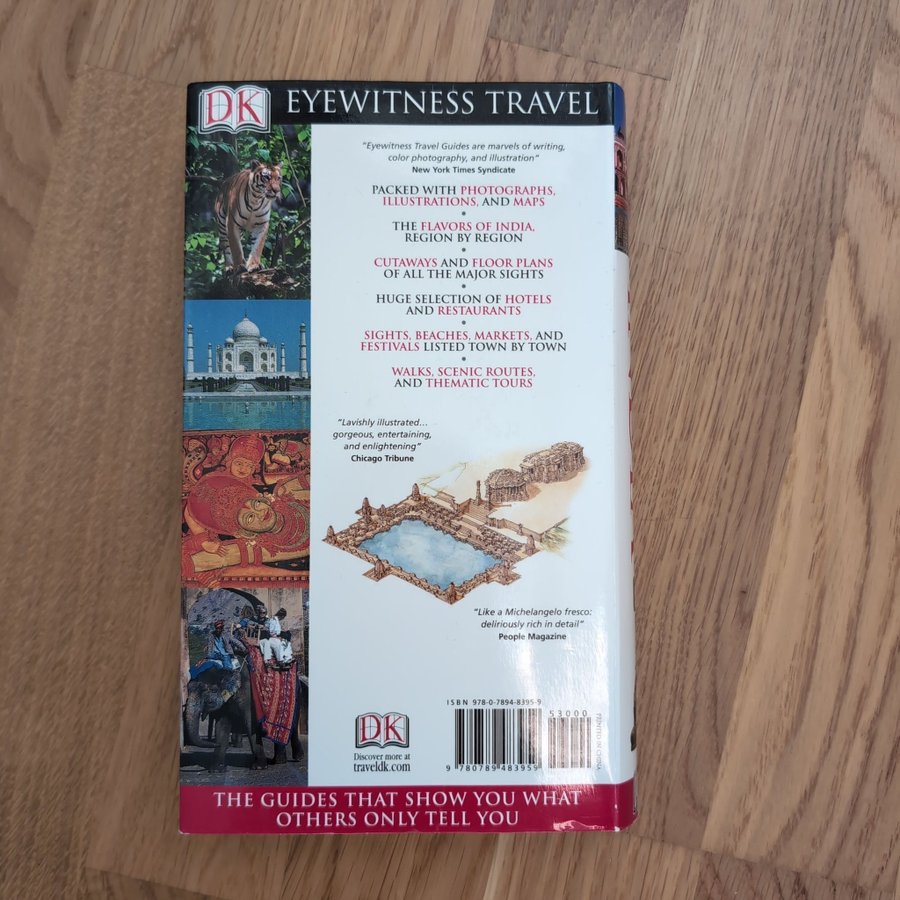 DK EYEWITNESS TRAVEL
"Eyewitness Travel Guides are marvels of writing,
color photography, and illustration"
New York Times Syndicate
PACKED WITH PHOTOGRAPHS,
ILLUSTRATIONS, AND MAPS
•
THE FLAVORS OF INDIA,
REGION BY REGION
•
CUTAWAYS AND FLOOR PLANS
OF ALL THE MAJOR SIGHTS
•
HUGE SELECTION OF HOTELS
AND RESTAURANTS
•
SIGHTS, BEACHES, MARKETS, AND
FESTIVALS LISTED TOWN BY TOWN
•
WALKS, SCENIC ROUTES,
AND THEMATIC TOURS
"Lavishly illustrated...
gorgeous, entertaining,
and enlightening"
Chicago Tribune
"Like a Michelangelo fresco:
deliriously rich in detail"
People Magazine
ISBN 978-0-7894-8395-9
53000
9 780789 483959
PRINTED IN CHINA
DK
Discover more at
traveldk.com
THE GUIDES THAT SHOW YOU WHAT
OTHERS ONLY TELL YOU